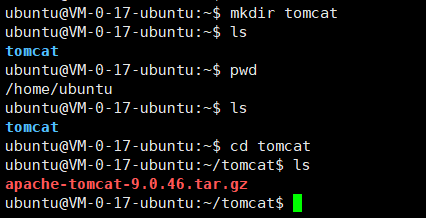 ubuntu@VM-0-17-ubuntu:~$ mkdir tomcat
ubuntu@VM-0-17-ubuntu:~$ ls
tomcat
ubuntu@VM-0-17-ubuntu:~$ pwd
/home/ubuntu
ubuntu@VM-0-17-ubuntu:~$ ls
tomcat
ubuntu@VM-0-17-ubuntu:~$ cd tomcat
ubuntu@VM-0-17-ubuntu:~/tomcat$ ls
apache-tomcat-9.0.46.tar.gz
ubuntu@VM-0-17-ubuntu:~/tomcat$